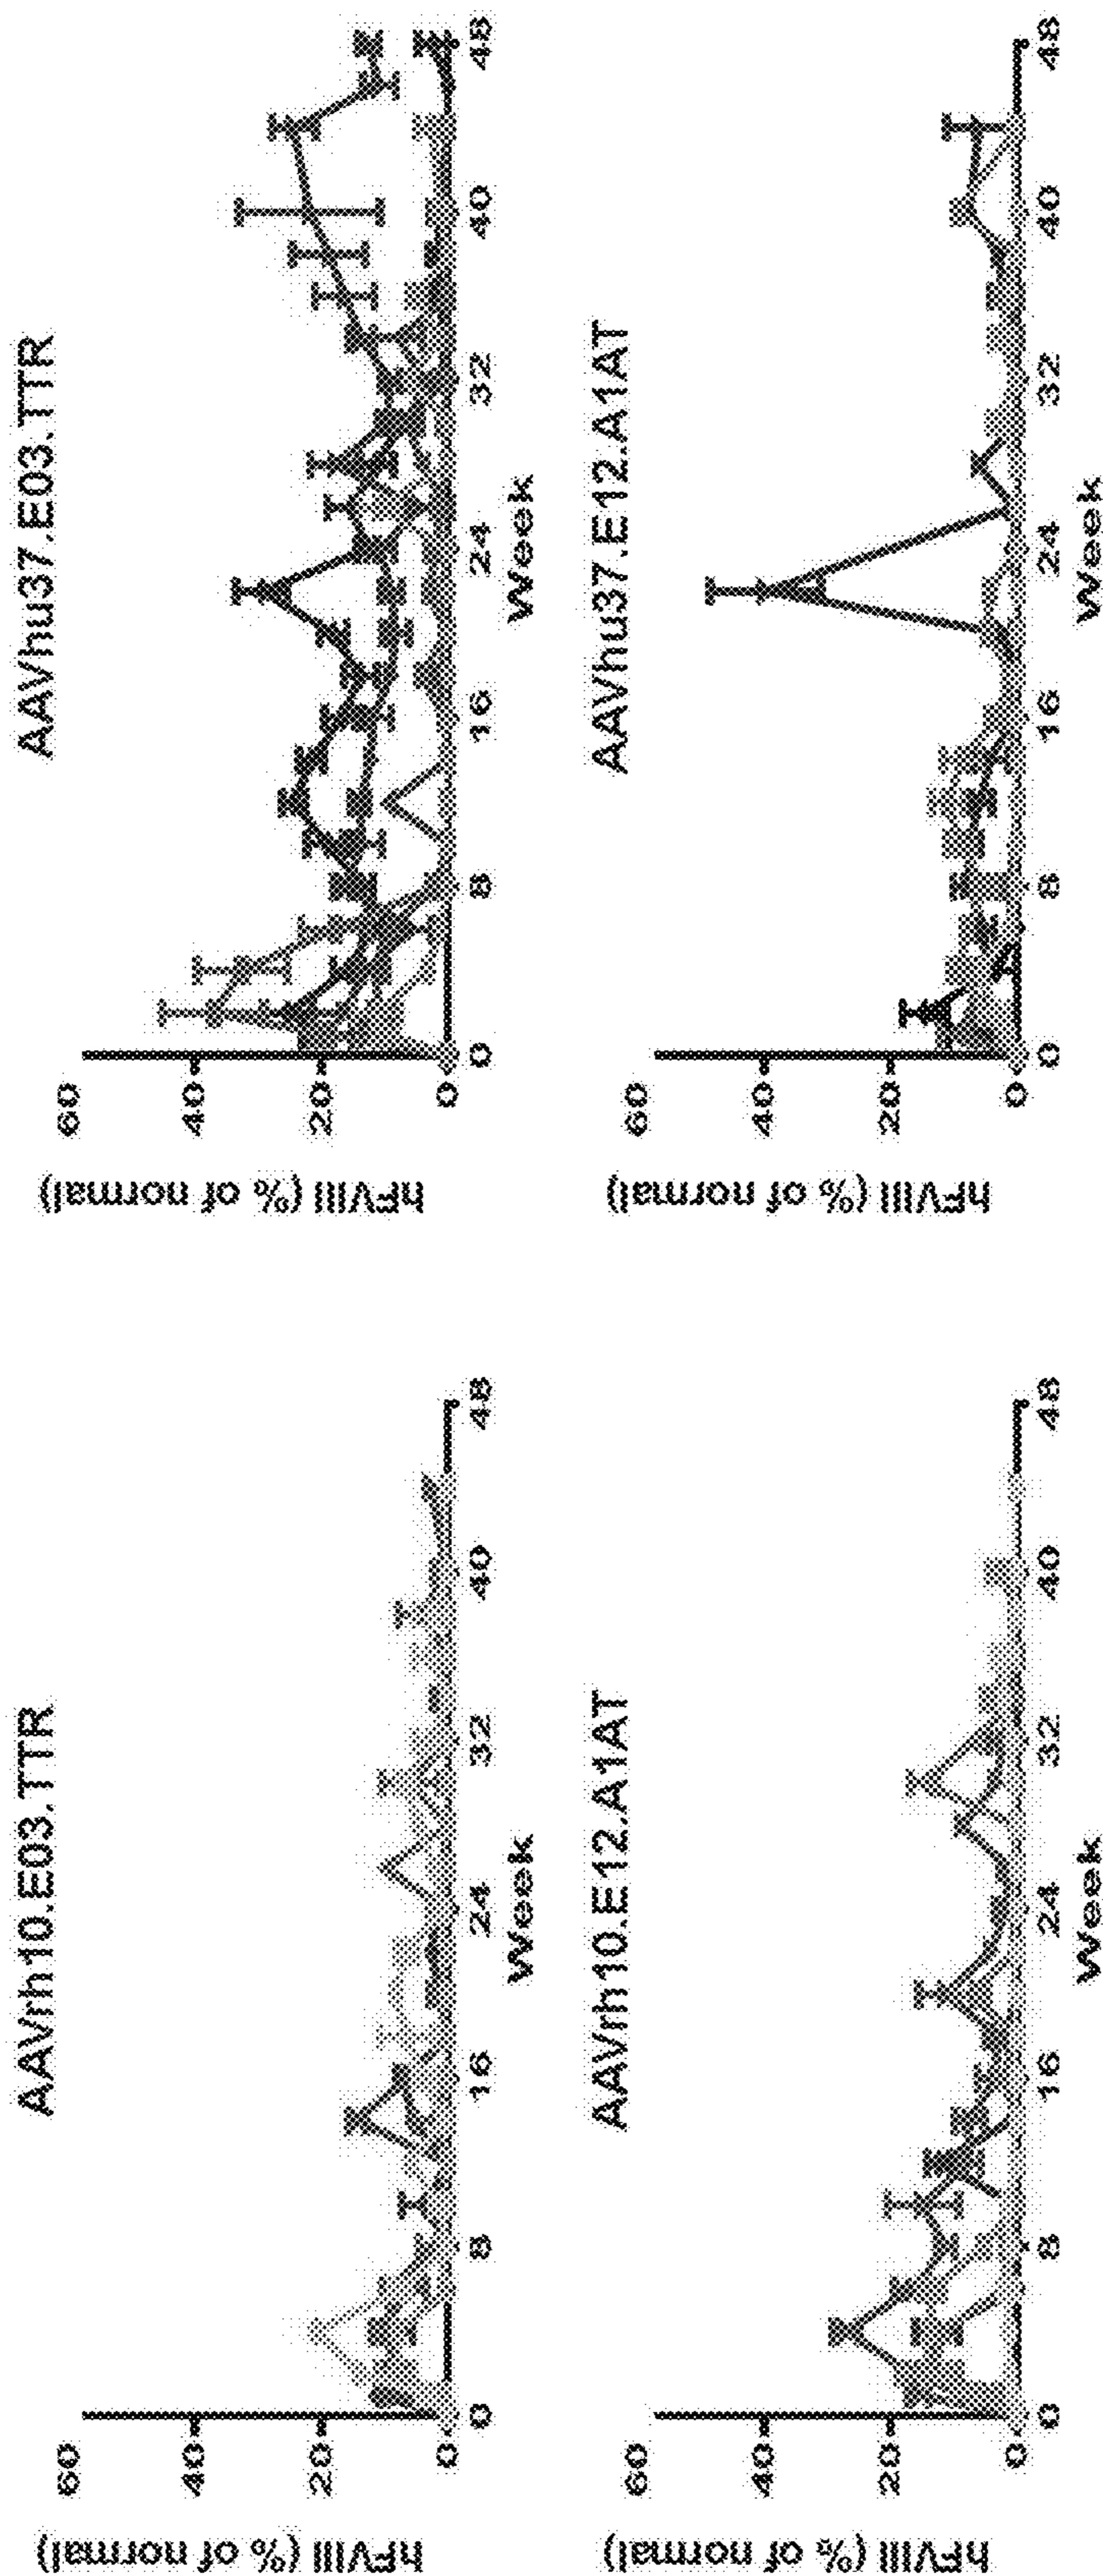 AAVrh10.E03.TTR
hFVIII (% of normal)
60
40
20
0
0 8 16 24 32 40 48
Week
AAVhu37.E03.TTR
hFVIII (% of normal)
60
40
20
0
0 8 16 24 32 40 48
Week
AAVrh10.E12.A1AT
hFVIII (% of normal)
60
40
20
0
0 8 16 24 32 40 48
Week
AAVhu37.E12.A1AT
hFVIII (% of normal)
60
40
20
0
0 8 16 24 32 40 48
Week